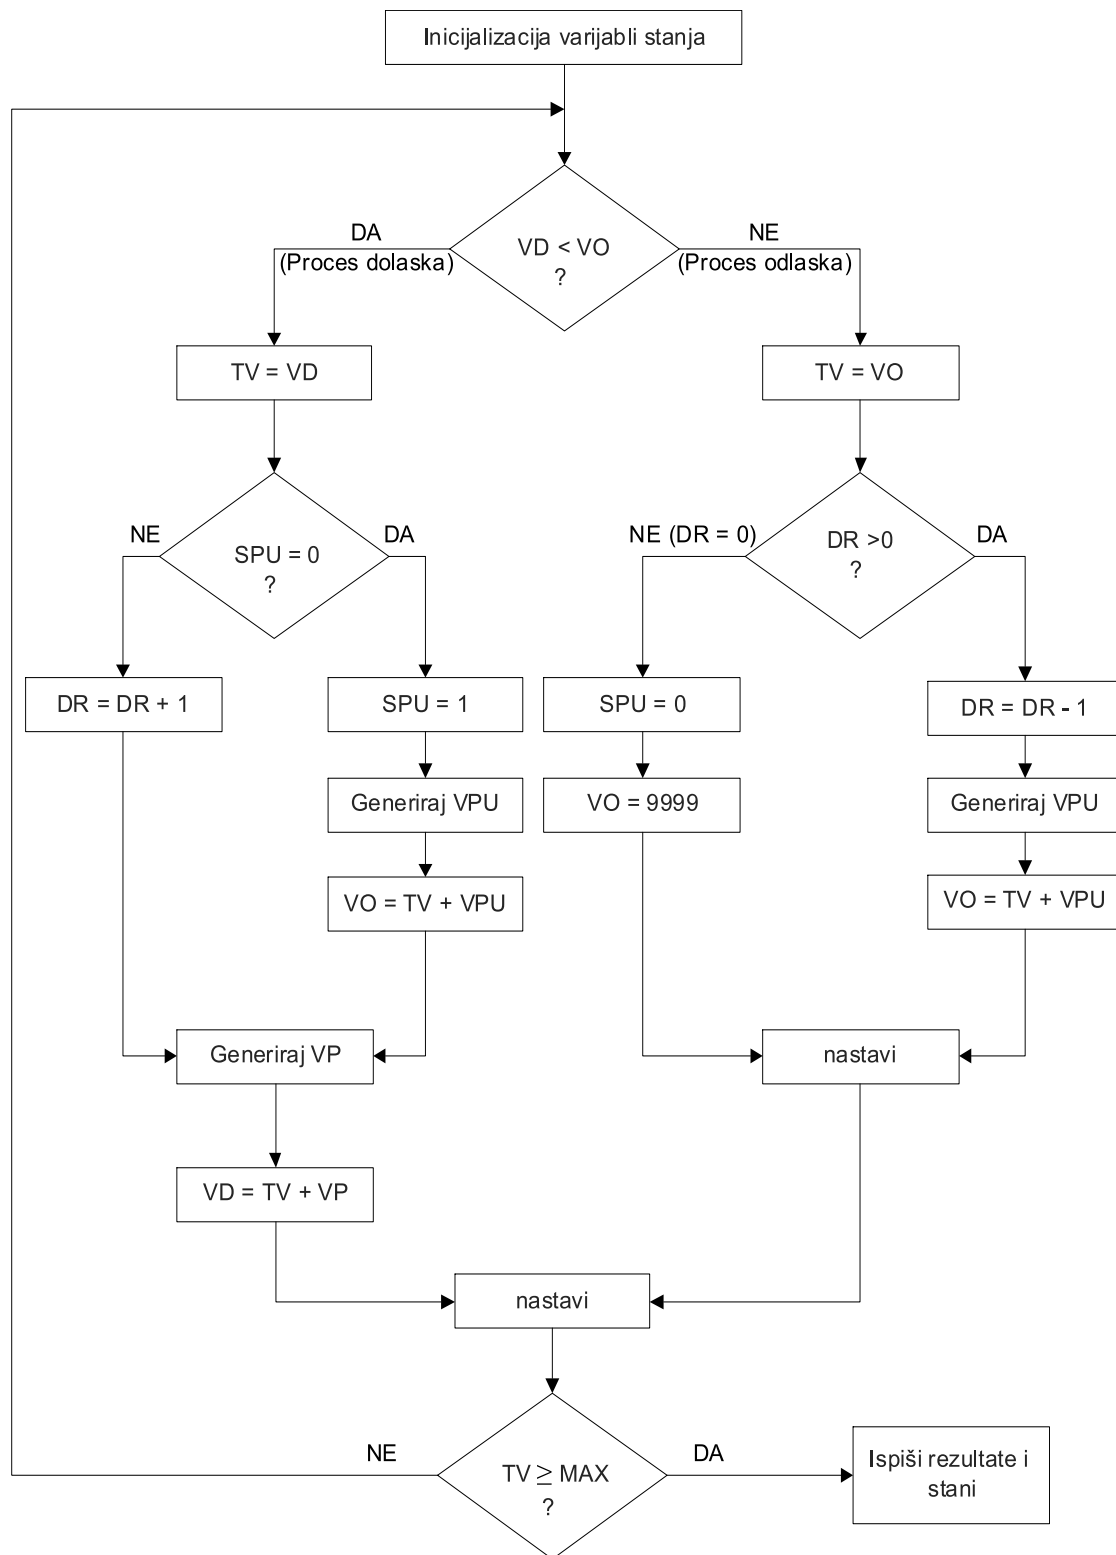 Inicijalizacija varijabli stanja
VD < VO
?
DA
(Proces dolaska)
NE
(Proces odlaska)
TV = VD
TV = VO
NE
SPU = 0
?
DA
NE (DR = 0)
DR >0
?
DA
DR = DR + 1
SPU = 1
SPU = 0
DR = DR - 1
Generiraj VPU
VO = 9999
Generiraj VPU
VO = TV + VPU
VO = TV + VPU
Generiraj VP
nastavi
VD = TV + VP
nastavi
NE
TV ≥ MAX
?
DA
Ispiši rezultate i
stani